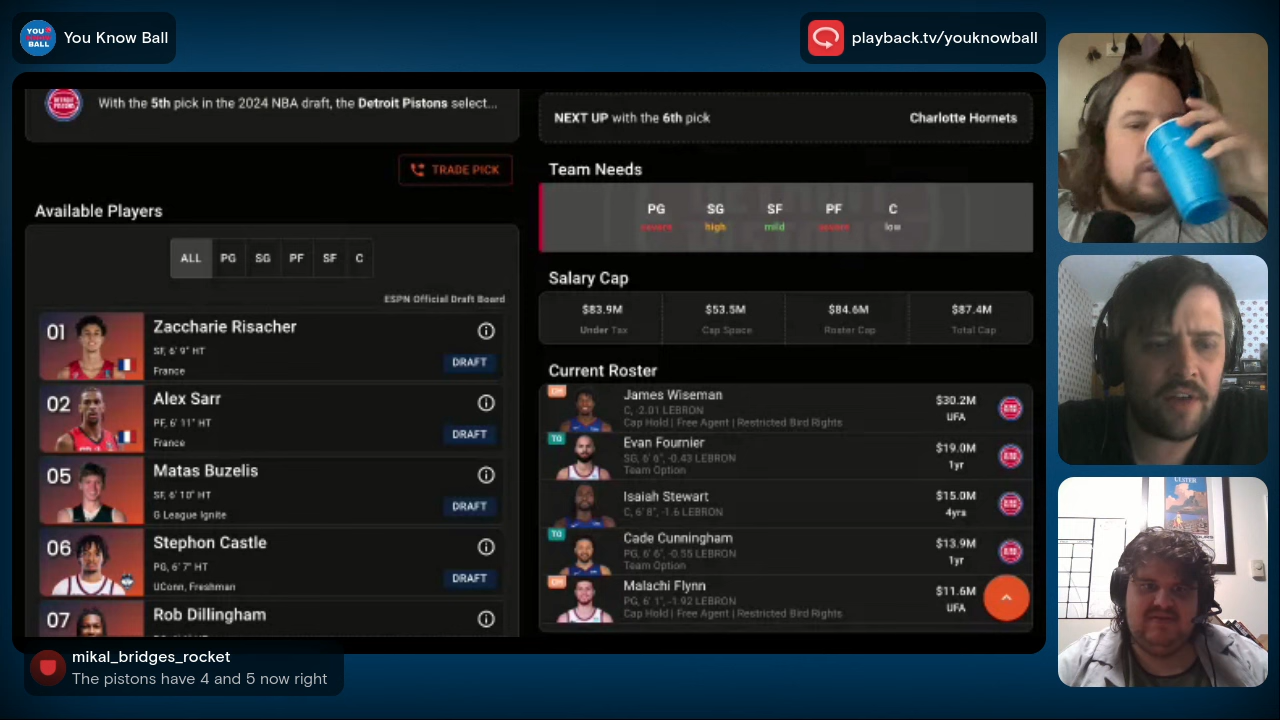 YOU
KNOW
BALL
You Know Ball
playback.tv/youknowball
With the 5th pick in the 2024 NBA draft, the Detroit Pistons select...
TRADE PICK
Available Players
ALL PG SG PF SF C
ESPN Official Draft Board
01
Zaccharie Risacher
SF, 6' 9" HT
France
DRAFT
02
Alex Sarr
PF, 6' 11" HT
France
DRAFT
05
Matas Buzelis
SF, 6' 10" HT
G League Ignite
DRAFT
06
Stephon Castle
PG, 6' 7" HT
UConn, Freshman
DRAFT
07
Rob Dillingham
NEXT UP with the 6th pick
Charlotte Hornets
Team Needs
PG SG SF PF C
severe high mild severe low
Salary Cap
$83.9M $53.5M $84.6M $87.4M
Under Tax Cap Space Roster Cap Total Cap
Current Roster
CH
James Wiseman
C, -2.01 LEBRON
Cap Hold | Free Agent | Restricted Bird Rights
$30.2M
UFA
TO
Evan Fournier
SG, 6' 6", -0.43 LEBRON
Team Option
$19.0M
1yr
Isaiah Stewart
C, 6' 8", -1.6 LEBRON
$15.0M
4yrs
TO
Cade Cunningham
PG, 6' 6", -0.55 LEBRON
Team Option
$13.9M
1yr
CH
Malachi Flynn
PG, 6' 1", -1.92 LEBRON
Cap Hold | Free Agent | Restricted Bird Rights
$11.6M
UFA
mikal_bridges_rocket
The pistons have 4 and 5 now right
ULSTER